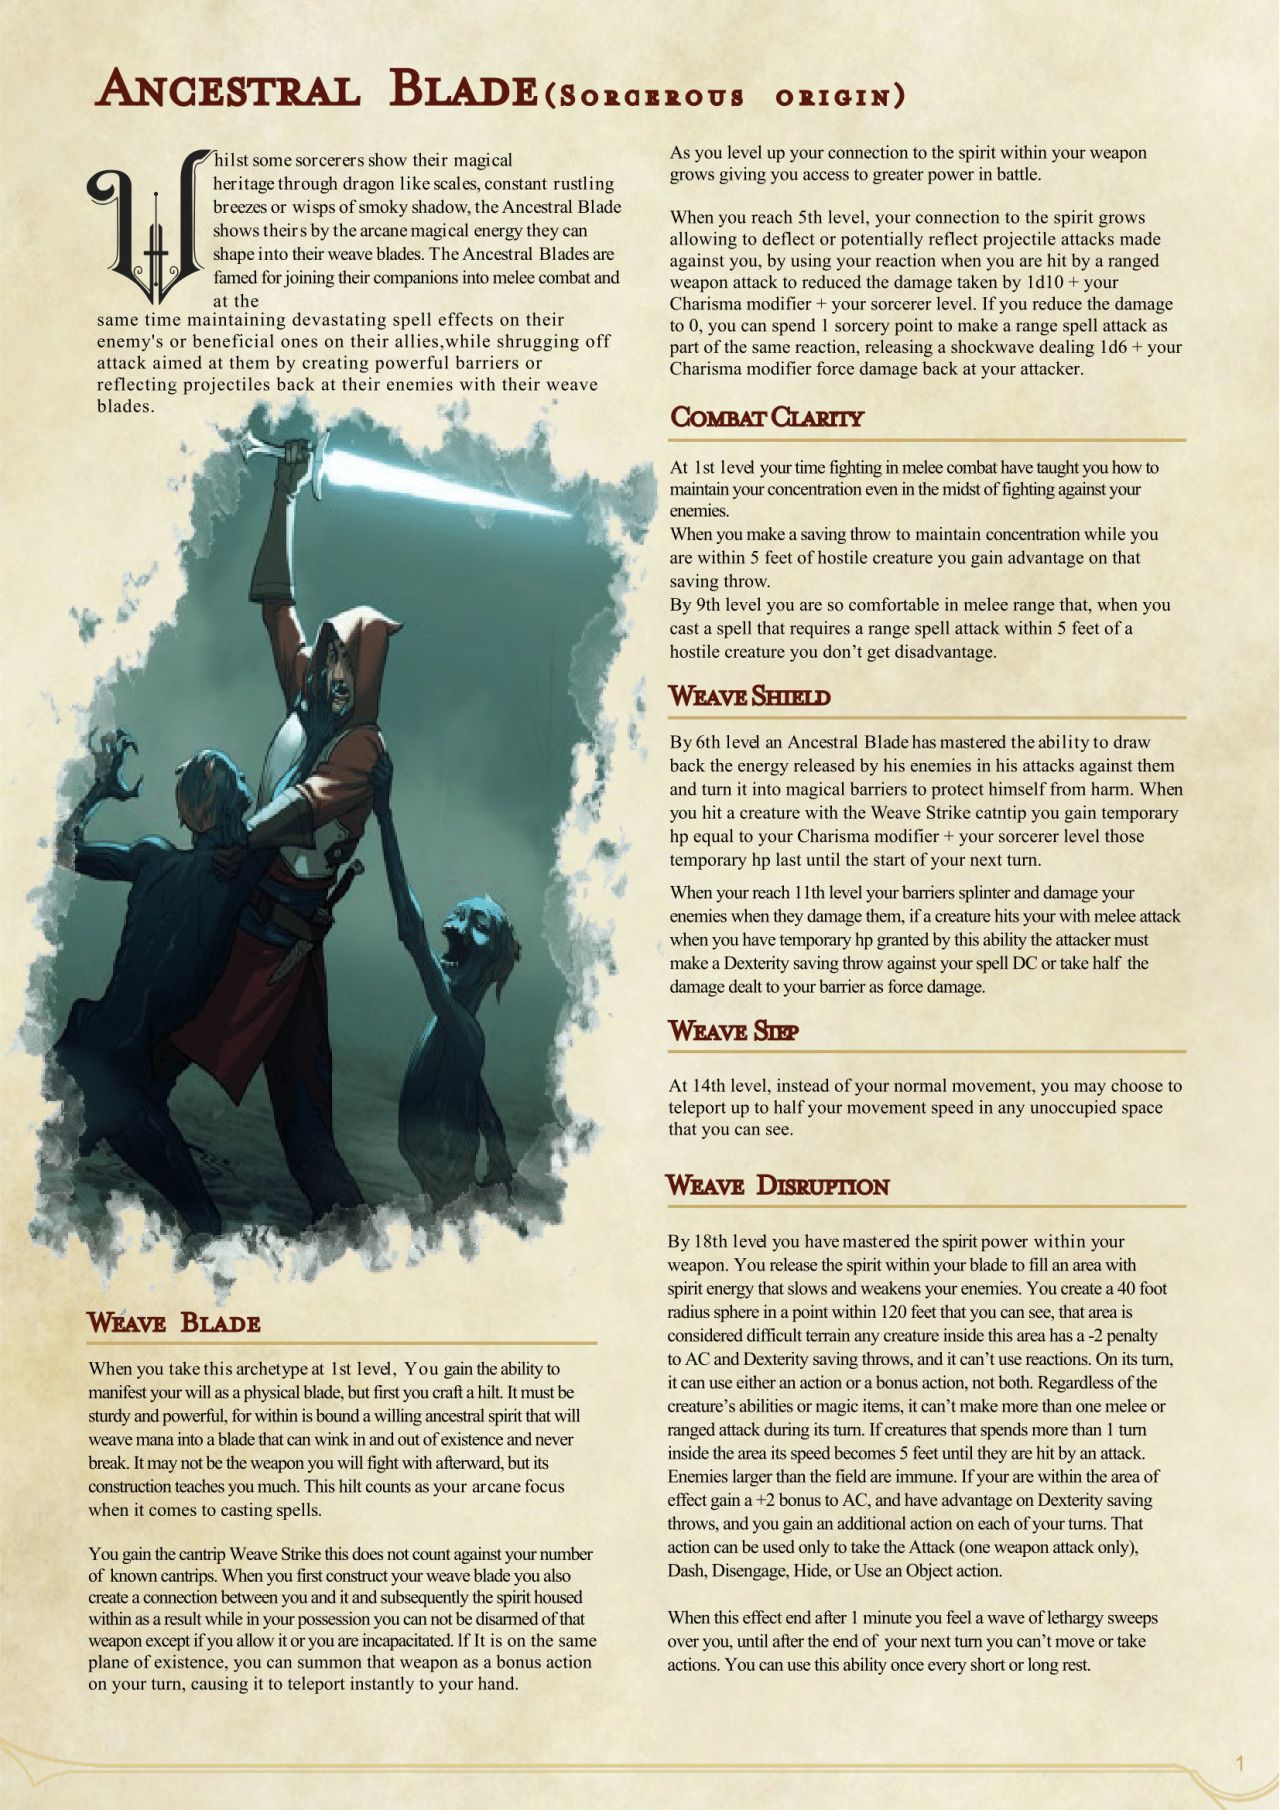 Ancestral Blade (Sorcerous origin)
Whilst some sorcerers show their magical
heritage through dragon like scales, constant rustling
breezes or wisps of smoky shadow, the Ancestral Blade
shows theirs by the arcane magical energy they can
shape into their weave blades. The Ancestral Blades are
famed for joining their companions into melee combat and
at the
same time maintaining devastating spell effects on their
enemy's or beneficial ones on their allies,while shrugging off
attack aimed at them by creating powerful barriers or
reflecting projectiles back at their enemies with their weave
blades.
Weave Blade
When you take this archetype at 1st level, You gain the ability to
manifest your will as a physical blade, but first you craft a hilt. It must be
sturdy and powerful, for within is bound a willing ancestral spirit that will
weave mana into a blade that can wink in and out of existence and never
break. It may not be the weapon you will fight with afterward, but its
construction teaches you much. This hilt counts as your arcane focus
when it comes to casting spells.
You gain the cantrip Weave Strike this does not count against your number
of known cantrips. When you first construct your weave blade you also
create a connection between you and it and subsequently the spirit housed
within as a result while in your possession you can not be disarmed of that
weapon except if you allow it or you are incapacitated. lf It is on the same
plane of existence, you can summon that weapon as a bonus action
on your turn, causing it to teleport instantly to your hand.
As you level up your connection to the spirit within your weapon
grows giving you access to greater power in battle.
When you reach 5th level, your connection to the spirit grows
allowing to deflect or potentially reflect projectile attacks made
against you, by using your reaction when you are hit by a ranged
weapon attack to reduced the damage taken by 1d10 + your
Charisma modifier + your sorcerer level. If you reduce the damage
to 0, you can spend 1 sorcery point to make a range spell attack as
part of the same reaction, releasing a shockwave dealing 1d6 + your
Charisma modifier force damage back at your attacker.
Combat Clarity
At 1st level your time fighting in melee combat have taught you how to
maintain your concentration even in the midst of fighting against your
enemies.
When you make a saving throw to maintain concentration while you
are within 5 feet of hostile creature you gain advantage on that
saving throw.
By 9th level you are so comfortable in melee range that, when you
cast a spell that requires a range spell attack within 5 feet of a
hostile creature you don't get disadvantage.
Weave Shield
By 6th level an Ancestral Blade has mastered the ability to draw
back the energy released by his enemies in his attacks against them
and turn it into magical barriers to protect himself from harm. When
you hit a creature with the Weave Strike catntip you gain temporary
hp equal to your Charisma modifier + your sorcerer level those
temporary hp last until the start of your next turn.
When your reach 11th level your barriers splinter and damage your
enemies when they damage them, if a creature hits your with melee attack
when you have temporary hp granted by this ability the attacker must
make a Dexterity saving throw against your spell DC or take half the
damage dealt to your barrier as force damage.
Weave Step
At 14th level, instead of your normal movement, you may choose to
teleport up to half your movement speed in any unoccupied space
that you can see.
Weave Disruption
By 18th level you have mastered the spirit power within your
weapon. You release the spirit within your blade to fill an area with
spirit energy that slows and weakens your enemies. You create a 40 foot
radius sphere in a point within 120 feet that you can see, that area is
considered difficult terrain any creature inside this area has a -2 penalty
to AC and Dexterity saving throws, and it can't use reactions. On its turn,
it can use either an action or a bonus action, not both. Regardless of the
creature's abilities or magic items, it can't make more than one melee or
ranged attack during its turn. If creatures that spends more than 1 turn
inside the area its speed becomes 5 feet until they are hit by an attack.
Enemies larger than the field are immune. If your are within the area of
effect gain a +2 bonus to AC, and have advantage on Dexterity saving
throws, and you gain an additional action on each of your turns. That
action can be used only to take the Attack (one weapon attack only),
Dash, Disengage, Hide, or Use an Object action.
When this effect end after 1 minute you feel a wave of lethargy sweeps
over you, until after the end of your next turn you can't move or take
actions. You can use this ability once every short or long rest.
1